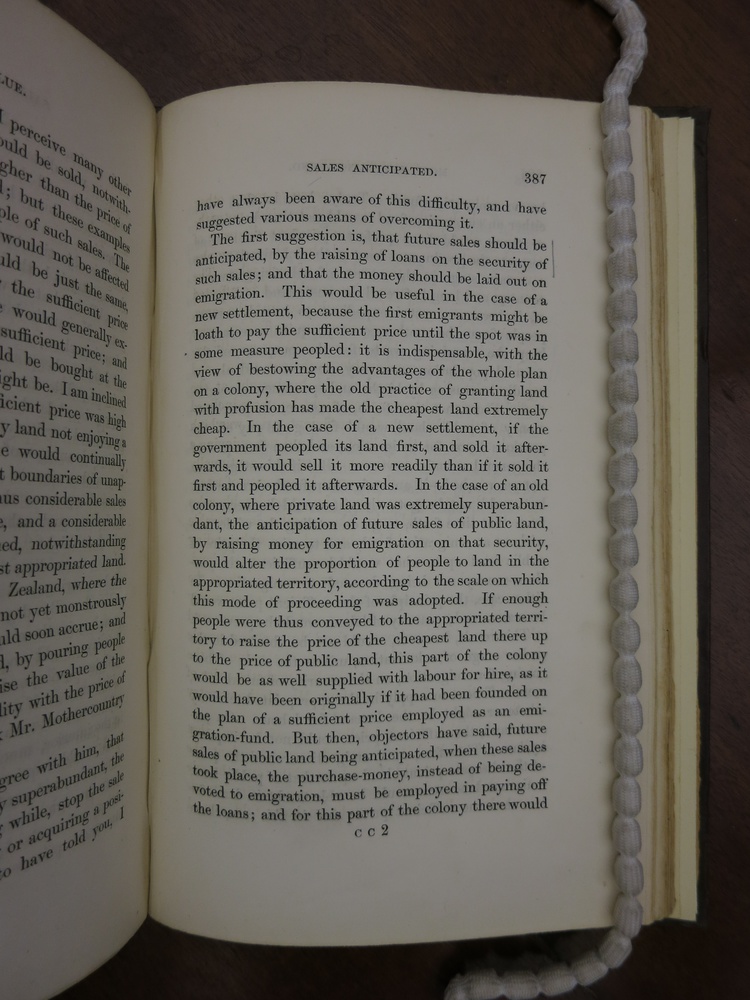 LUE.
I perceive many other
ould be sold, notwith-
gher than the price of
; but these examples
ple of such sales. The
would not be affected
uld be just the same,
the sufficient price
e would generally ex-
sufficient price; and
ld be bought at the
ight be. I am inclined
icient price was high
y land not enjoying a
e would continually
t boundaries of unap-
us considerable sales
e, and a considerable
ed, notwithstanding
st appropriated land.
Zealand, where the
not yet monstrously
uld soon accrue; and
d, by pouring people
ise the value of the
lity with the price of
Mr. Mothercountry
gree with him, that
y superabundant, the
while, stop the sale
or acquiring a posi-
to have told you, I
SALES ANTICIPATED. 387
have always been aware of this difficulty, and have
suggested various means of overcoming it.
The first suggestion is, that future sales should be
anticipated, by the raising of loans on the security of
such sales; and that the money should be laid out on
emigration. This would be useful in the case of a
new settlement, because the first emigrants might be
loath to pay the sufficient price until the spot was in
some measure peopled: it is indispensable, with the
view of bestowing the advantages of the whole plan
on a colony, where the old practice of granting land
with profusion has made the cheapest land extremely
cheap. In the case of a new settlement, if the
government peopled its land first, and sold it after-
wards, it would sell it more readily than if it sold it
first and peopled it afterwards. In the case of an old
colony, where private land was extremely superabun-
dant, the anticipation of future sales of public land,
by raising money for emigration on that security,
would alter the proportion of people to land in the
appropriated territory, according to the scale on which
this mode of proceeding was adopted. If enough
people were thus conveyed to the appropriated terri-
tory to raise the price of the cheapest land there up
to the price of public land, this part of the colony
would be as well supplied with labour for hire, as it
would have been originally if it had been founded on
the plan of a sufficient price employed as an emi-
gration-fund. But then, objectors have said, future
sales of public land being anticipated, when these sales
took place, the purchase-money, instead of being de-
voted to emigration, must be employed in paying off
the loans; and for this part of the colony there would
C C 2